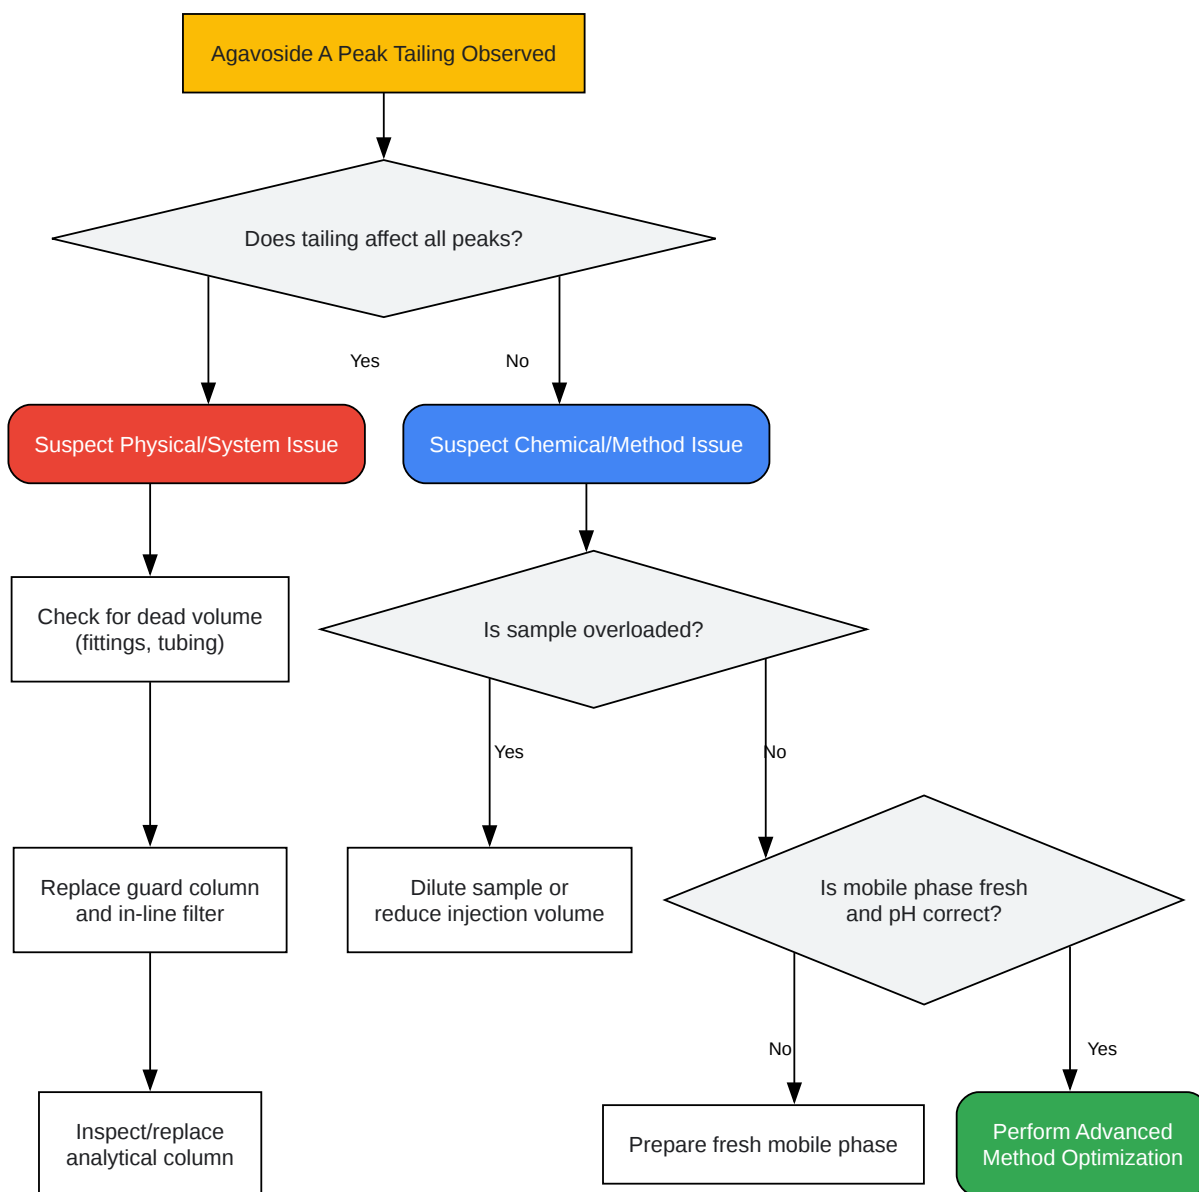 Agavoside A Peak Tailing Observed
Does tailing affect all peaks?
Yes
No
Suspect Physical/System Issue
Suspect Chemical/Method Issue
Check for dead volume
(fittings, tubing)
Is sample overloaded?
Yes
No
Replace guard column
and in-line filter
Dilute sample or
reduce injection volume
Is mobile phase fresh
and pH correct?
No
Yes
Inspect/replace
analytical column
Prepare fresh mobile phase
Perform Advanced
Method Optimization